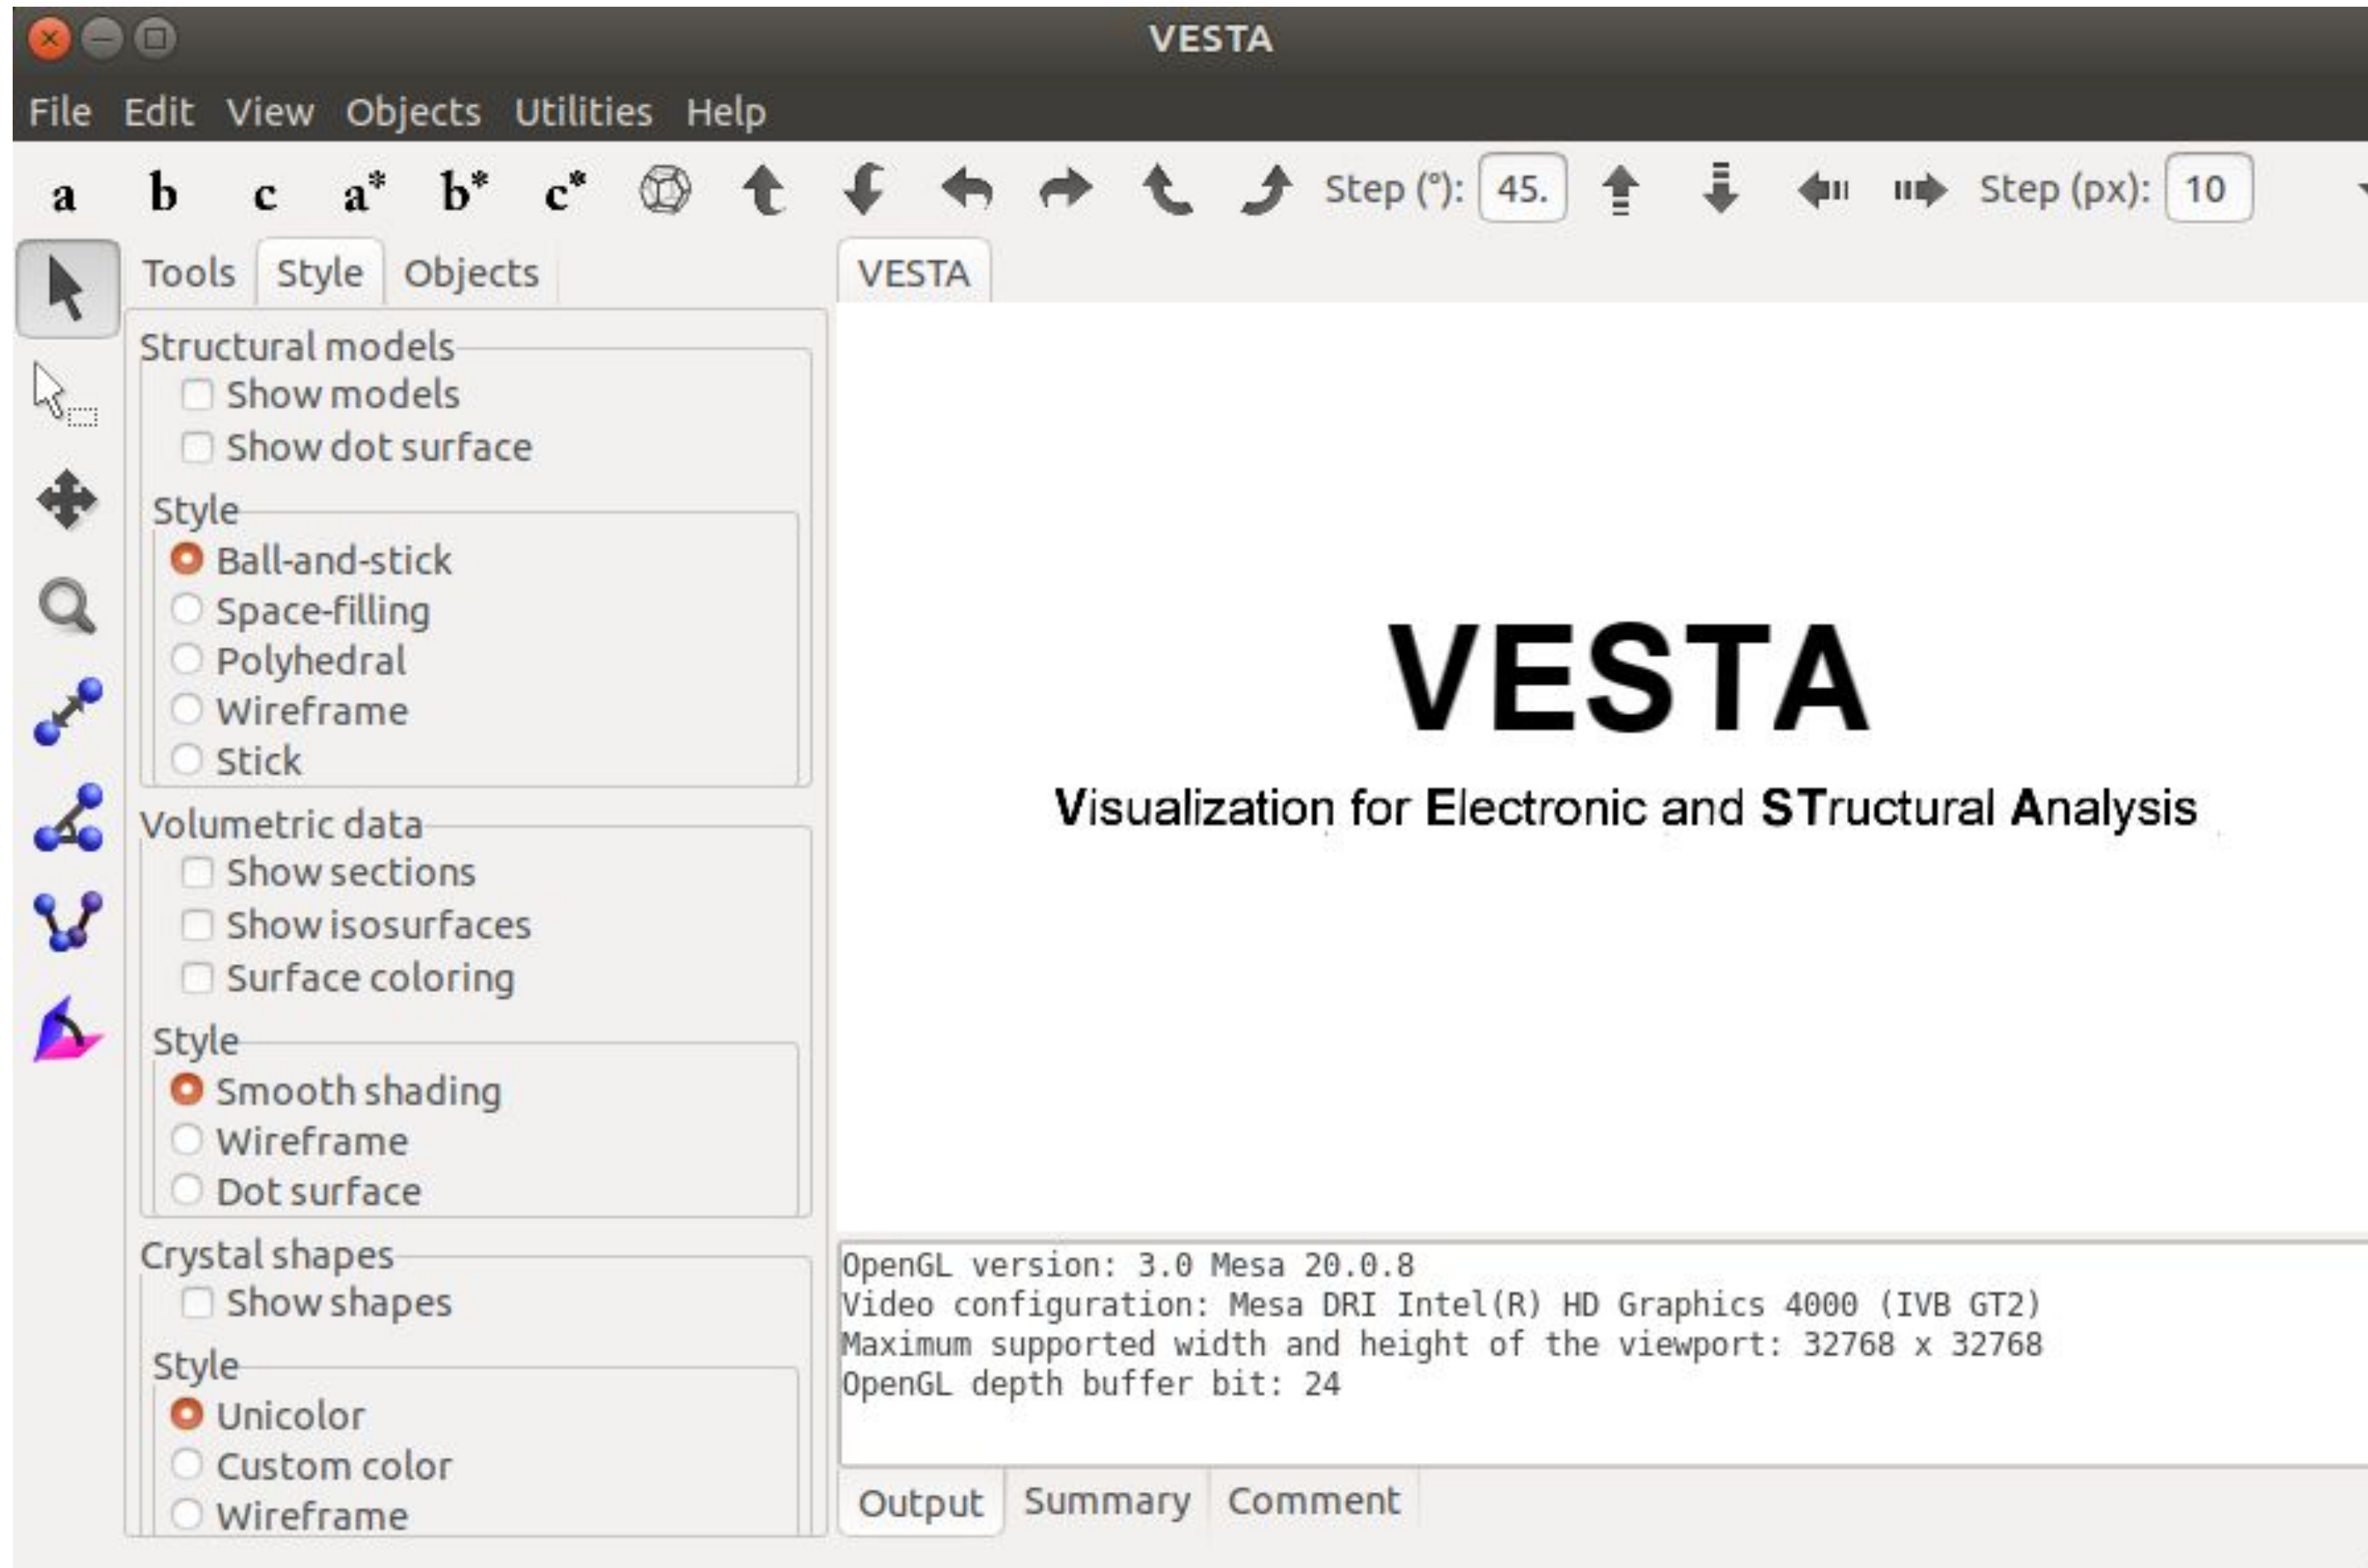 VESTA
File Edit View Objects Utilities Help
a b c a* b* c* Step (°): 45. Step (px): 10
Tools Style Objects
VESTA
Structural models
Show models
Show dot surface
Style
Ball-and-stick
Space-filling
Polyhedral
Wireframe
Stick
Volumetric data
Show sections
Show isosurfaces
Surface coloring
Style
Smooth shading
Wireframe
Dot surface
Crystal shapes
Show shapes
Style
Unicolor
Custom color
Wireframe
VESTA
Visualization for Electronic and STructural Analysis
OpenGL version: 3.0 Mesa 20.0.8
Video configuration: Mesa DRI Intel(R) HD Graphics 4000 (IVB GT2)
Maximum supported width and height of the viewport: 32768 x 32768
OpenGL depth buffer bit: 24
Output Summary Comment